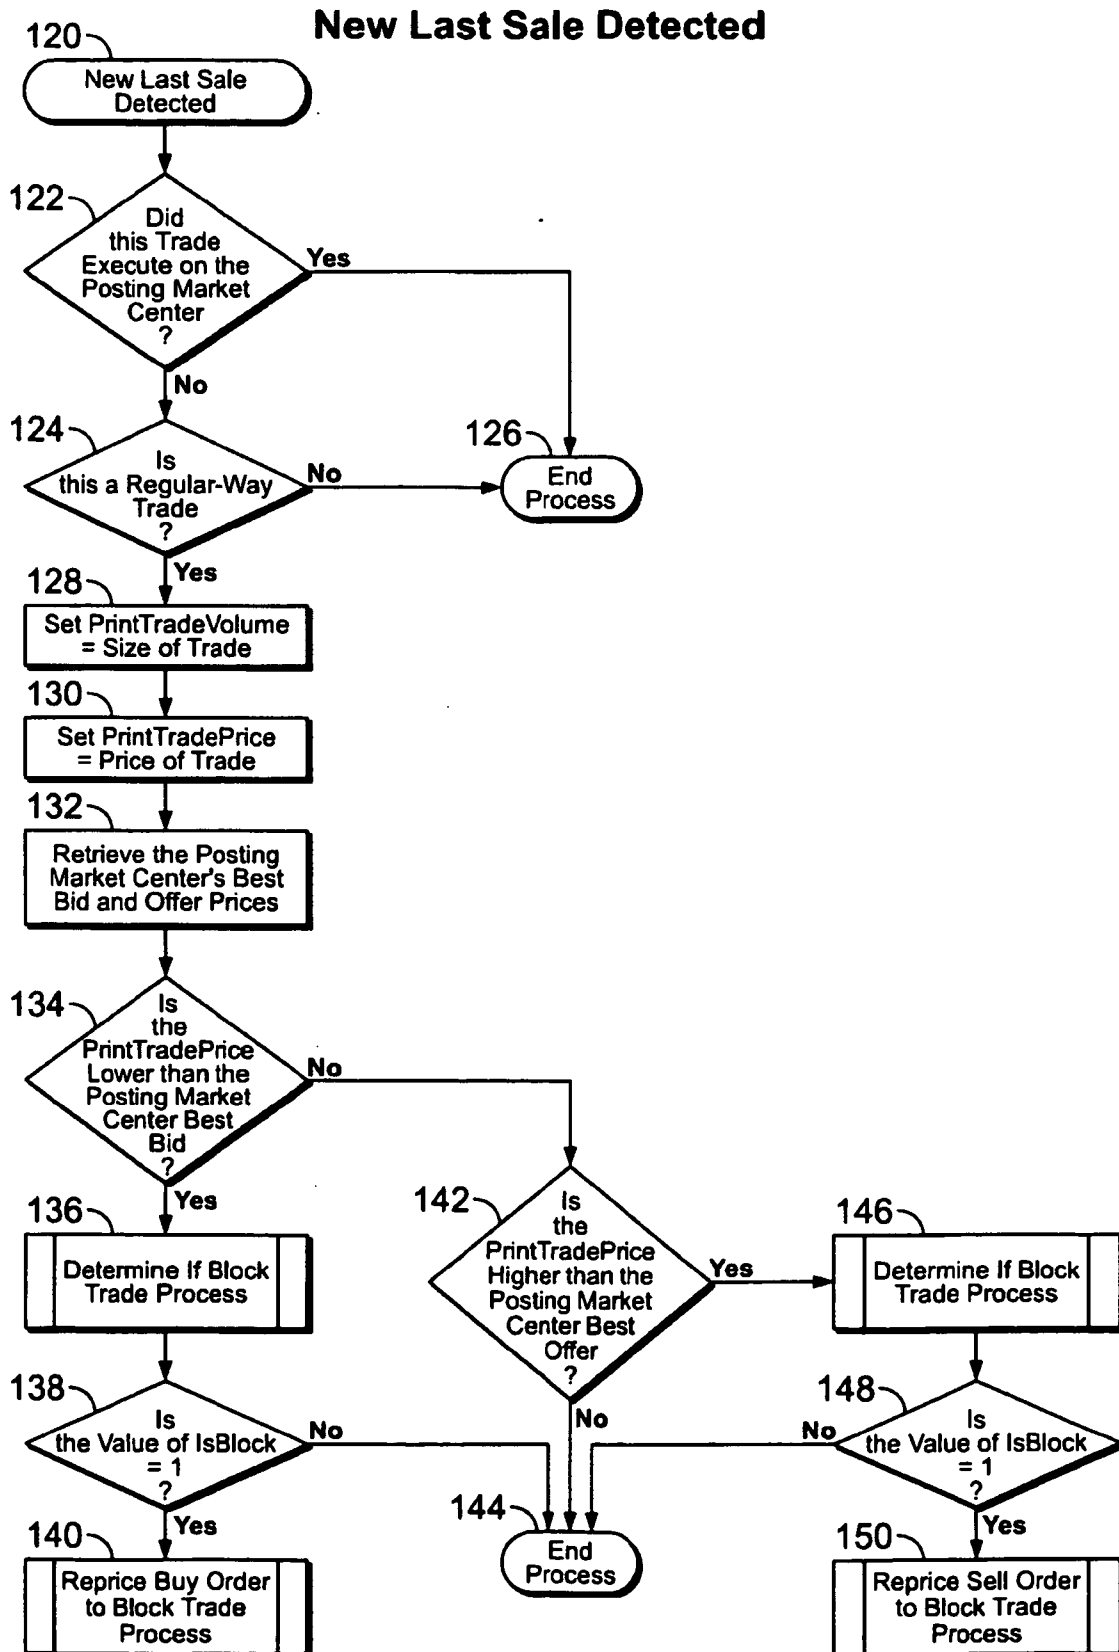 New Last Sale Detected
120
New Last Sale
Detected
122
Did
this Trade
Execute on the
Posting Market
Center
?
Yes
No
124
Is
this a Regular-Way
Trade
?
No
126
End
Process
Yes
128
Set PrintTradeVolume
= Size of Trade
130
Set PrintTradePrice
= Price of Trade
132
Retrieve the Posting
Market Center's Best
Bid and Offer Prices
134
Is
the
PrintTradePrice
Lower than the
Posting Market
Center Best
Bid
?
No
Yes
136
Determine If Block
Trade Process
142
Is
the
PrintTradePrice
Higher than the
Posting Market
Center Best
Offer
?
Yes
No
146
Determine If Block
Trade Process
138
Is
the Value of IsBlock
= 1
?
No
Yes
148
Is
the Value of IsBlock
= 1
?
No
Yes
140
Reprice Buy Order
to Block Trade
Process
144
End
Process
150
Reprice Sell Order
to Block Trade
Process